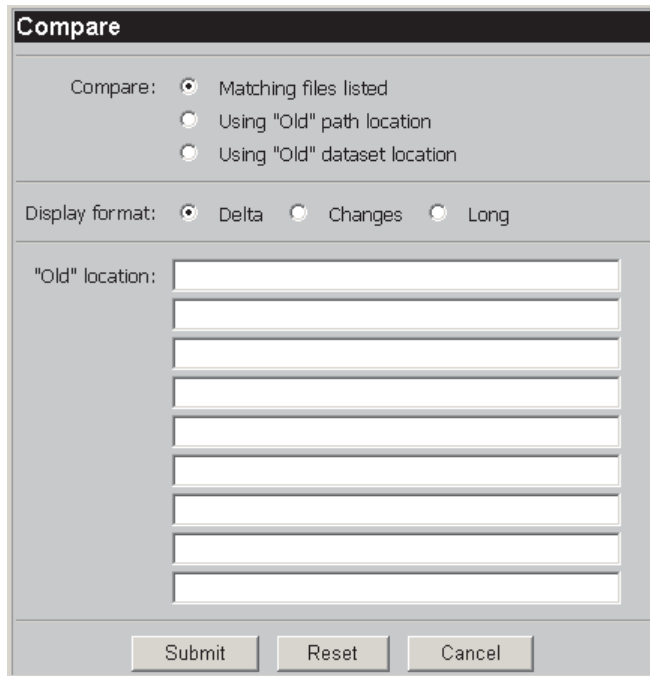 Compare
Compare: Matching files listed
Using "Old" path location
Using "Old" dataset location
Display format: Delta Changes Long
"Old" location:
Submit Reset Cancel